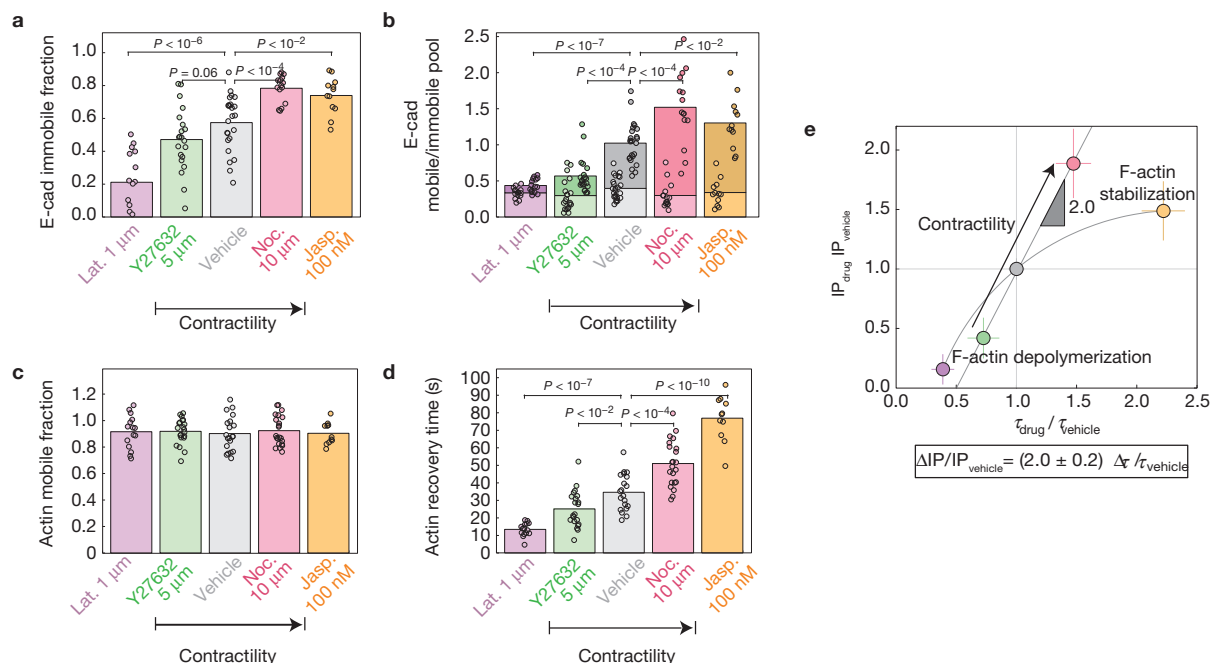 a
E-cad immobile fraction
1.0
0.8
0.6
0.4
0.2
0.0
P < 10⁻⁶
P < 10⁻²
P = 0.06
P < 10⁻⁴
Lat. 1 µm
Y27632
5 µm
Vehicle
Noc.
10 µm
Jasp.
100 nM
Contractility
b
E-cad
mobile/immobile pool
2.5
2.0
1.5
1.0
0.5
0.0
P < 10⁻⁷
P < 10⁻²
P < 10⁻⁴
P < 10⁻⁴
Lat. 1 µm
Y27632
5 µm
Vehicle
Noc.
10 µm
Jasp.
100 nM
Contractility
c
Actin mobile fraction
1.2
1.0
0.8
0.6
0.4
0.2
0
Lat. 1 µm
Y27632
5 µm
Vehicle
Noc.
10 µm
Jasp.
100 nM
Contractility
d
Actin recovery time (s)
100
90
80
70
60
50
40
30
20
10
0
P < 10⁻⁷
P < 10⁻¹⁰
P < 10⁻²
P < 10⁻⁴
Lat. 1 µm
Y27632
5 µm
Vehicle
Noc.
10 µm
Jasp.
100 nM
Contractility
e
IP drug IP vehicle
2.0
1.5
1.0
0.5
0.0
F-actin
stabilization
Contractility
2.0
F-actin depolymerization
0.0 0.5 1.0 1.5 2.0 2.5
τ drug / τ vehicle
ΔIP/IP vehicle = (2.0 ± 0.2) Δτ/τ vehicle